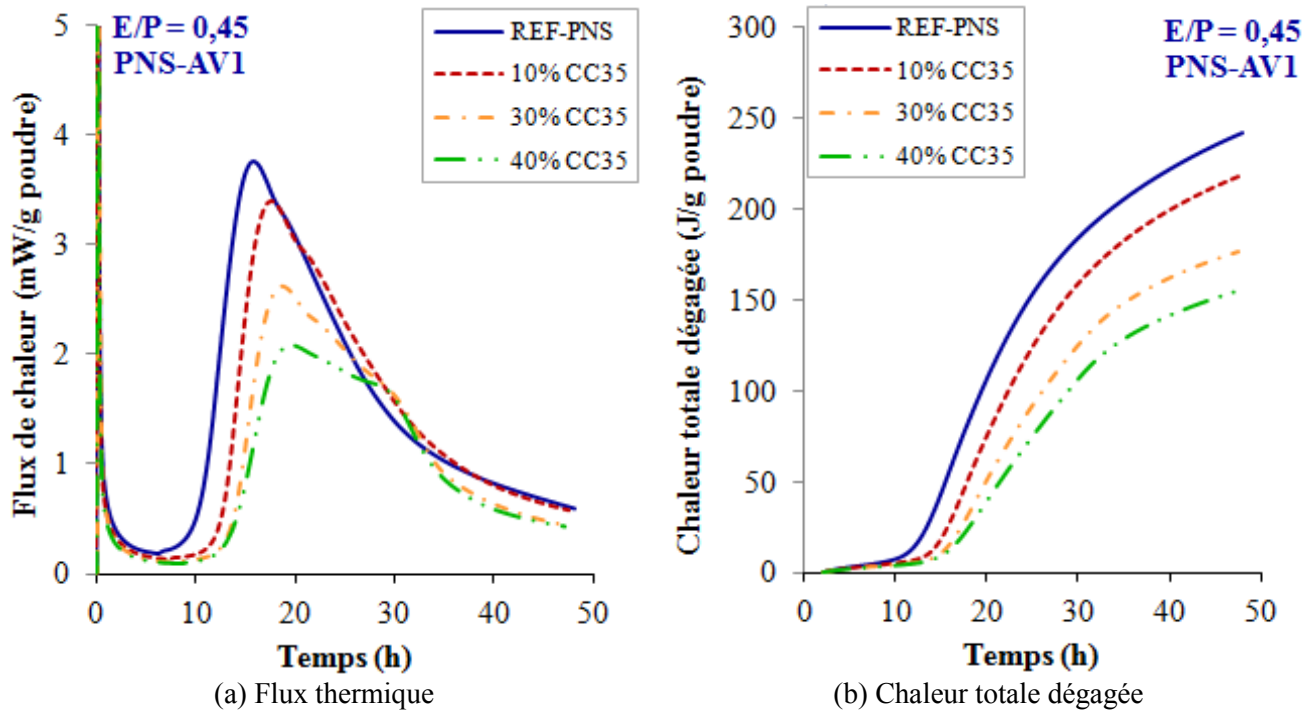 E/P = 0,45
PNS-AV1
REF-PNS
10% CC35
30% CC35
40% CC35
Flux de chaleur (mW/g poudre)
5
4
3
2
1
0
0 10 20 30 40 50
Temps (h)
(a) Flux thermique
REF-PNS
10% CC35
30% CC35
40% CC35
E/P = 0,45
PNS-AV1
Chaleur totale dégagée (J/g poudre)
300
250
200
150
100
50
0
0 10 20 30 40 50
Temps (h)
(b) Chaleur totale dégagée